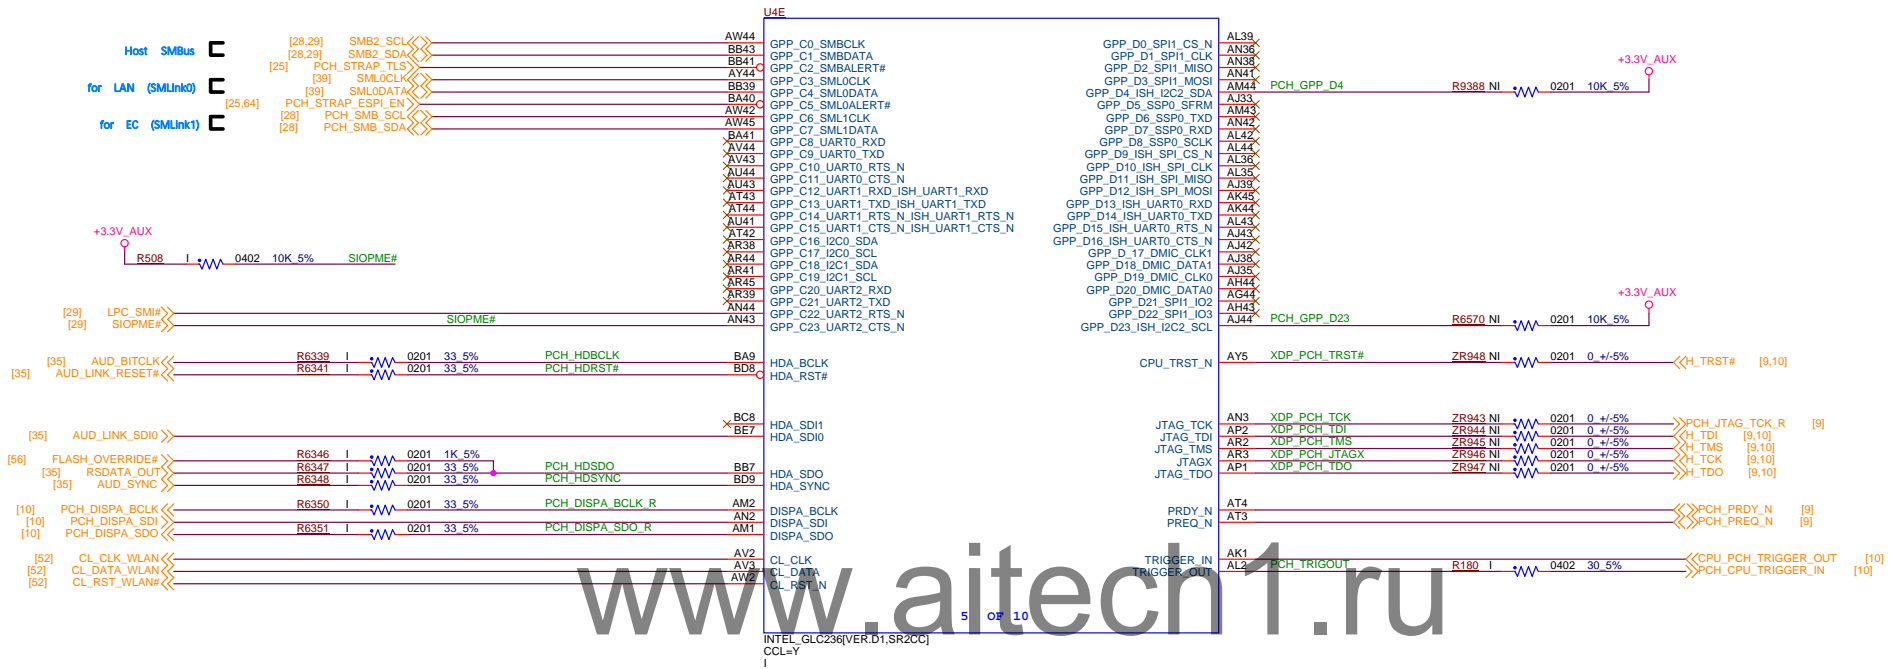 U4E
Host SMBus
for LAN (SMLInk0)
for EC (SMLInk1)
[28,29] SMB2_SCL AW44 GPP_C0_SMBCLK
[28,29] SMB2_SDA BB43 GPP_C1_SMBDATA
[25] PCH_STRAP_TLS BB41 GPP_C2_SMBALERT#
[39] SML0CLK AY44 GPP_C3_SML0CLK
[39] SML0DATA BB39 GPP_C4_SML0DATA
[25,64] PCH_STRAP_ESPI_EN BA40 GPP_C5_SML0ALERT#
[28] PCH_SMB_SCL AW42 GPP_C6_SML1CLK
[28] PCH_SMB_SDA AW45 GPP_C7_SML1DATA
BA41 GPP_C8_UART0_RXD
AV44 GPP_C9_UART0_TXD
AV43 GPP_C10_UART0_RTS_N
AU44 GPP_C11_UART0_CTS_N
AU43 GPP_C12_UART1_RXD_ISH_UART1_RXD
AT43 GPP_C13_UART1_TXD_ISH_UART1_TXD
AT44 GPP_C14_UART1_RTS_N_ISH_UART1_RTS_N
AU41 GPP_C15_UART1_CTS_N_ISH_UART1_CTS_N
AT42 GPP_C16_I2C0_SDA
AR38 GPP_C17_I2C0_SCL
AR44 GPP_C18_I2C1_SDA
AR41 GPP_C19_I2C1_SCL
AR45 GPP_C20_UART2_RXD
AR39 GPP_C21_UART2_TXD
+3.3V_AUX
R508 I 0402 10K_5% SIOPME#
[29] LPC_SMI# AN44 GPP_C22_UART2_RTS_N
[29] SIOPME# SIOPME# AN43 GPP_C23_UART2_CTS_N
[35] AUD_BITCLK R6339 I 0201 33_5% PCH_HDBCLK BA9 HDA_BCLK
[35] AUD_LINK_RESET# R6341 I 0201 33_5% PCH_HDRST# BD8 HDA_RST#
BC8 HDA_SDI1
[35] AUD_LINK_SDI0 BE7 HDA_SDI0
[56] FLASH_OVERRIDE# R6346 I 0201 1K_5%
[35] RSDATA_OUT R6347 I 0201 33_5% PCH_HDSDO BB7 HDA_SDO
[35] AUD_SYNC R6348 I 0201 33_5% PCH_HDSYNC BD9 HDA_SYNC
[10] PCH_DISPA_BCLK R6350 I 0201 33_5% PCH_DISPA_BCLK_R AM2 DISPA_BCLK
[10] PCH_DISPA_SDI AN2 DISPA_SDI
[10] PCH_DISPA_SDO R6351 I 0201 33_5% PCH_DISPA_SDO_R AM1 DISPA_SDO
[52] CL_CLK_WLAN AV2 CL_CLK
[52] CL_DATA_WLAN AV3 CL_DATA
[52] CL_RST_WLAN# AW2 CL_RST_N
GPP_D0_SPI1_CS_N AL39
GPP_D1_SPI1_CLK AN36
GPP_D2_SPI1_MISO AN38
GPP_D3_SPI1_MOSI AN41
+3.3V_AUX
GPP_D4_ISH_I2C2_SDA AM44 PCH_GPP_D4 R9388 NI 0201 10K_5%
GPP_D5_SSP0_SFRM AJ33
GPP_D6_SSP0_TXD AM43
GPP_D7_SSP0_RXD AN42
GPP_D8_SSP0_SCLK AL42
GPP_D9_ISH_SPI_CS_N AL44
GPP_D10_ISH_SPI_CLK AL36
GPP_D11_ISH_SPI_MISO AL35
GPP_D12_ISH_SPI_MOSI AJ39
GPP_D13_ISH_UART0_RXD AK45
GPP_D14_ISH_UART0_TXD AK44
GPP_D15_ISH_UART0_RTS_N AL43
GPP_D16_ISH_UART0_CTS_N AJ43
GPP_D_17_DMIC_CLK1 AJ42
GPP_D18_DMIC_DATA1 AJ38
GPP_D19_DMIC_CLK0 AJ35
GPP_D20_DMIC_DATA0 AH44
GPP_D21_SPI1_IO2 AG44
GPP_D22_SPI1_IO3 AH43
+3.3V_AUX
GPP_D23_ISH_I2C2_SCL AJ44 PCH_GPP_D23 R6570 NI 0201 10K_5%
CPU_TRST_N AY5 XDP_PCH_TRST# ZR948 NI 0201 0_+/-5% H_TRST# [9,10]
JTAG_TCK AN3 XDP_PCH_TCK ZR943 NI 0201 0_+/-5% PCH_JTAG_TCK_R [9]
JTAG_TDI AP2 XDP_PCH_TDI ZR944 NI 0201 0_+/-5% H_TDI [9,10]
JTAG_TMS AR2 XDP_PCH_TMS ZR945 NI 0201 0_+/-5% H_TMS [9,10]
JTAGX AR3 XDP_PCH_JTAGX ZR946 NI 0201 0_+/-5% H_TCK [9,10]
JTAG_TDO AP1 XDP_PCH_TDO ZR947 NI 0201 0_+/-5% H_TDO [9,10]
PRDY_N AT4 PCH_PRDY_N [9]
PREQ_N AT3 PCH_PREQ_N [9]
TRIGGER_IN AK1 CPU_PCH_TRIGGER_OUT [10]
TRIGGER_OUT AL2 PCH_TRIGOUT R180 I 0402 30_5% PCH_CPU_TRIGGER_IN [10]
www.aitech1.ru
5 OF 10
INTEL_GLC236[VER.D1,SR2CC]
CCL=Y
I